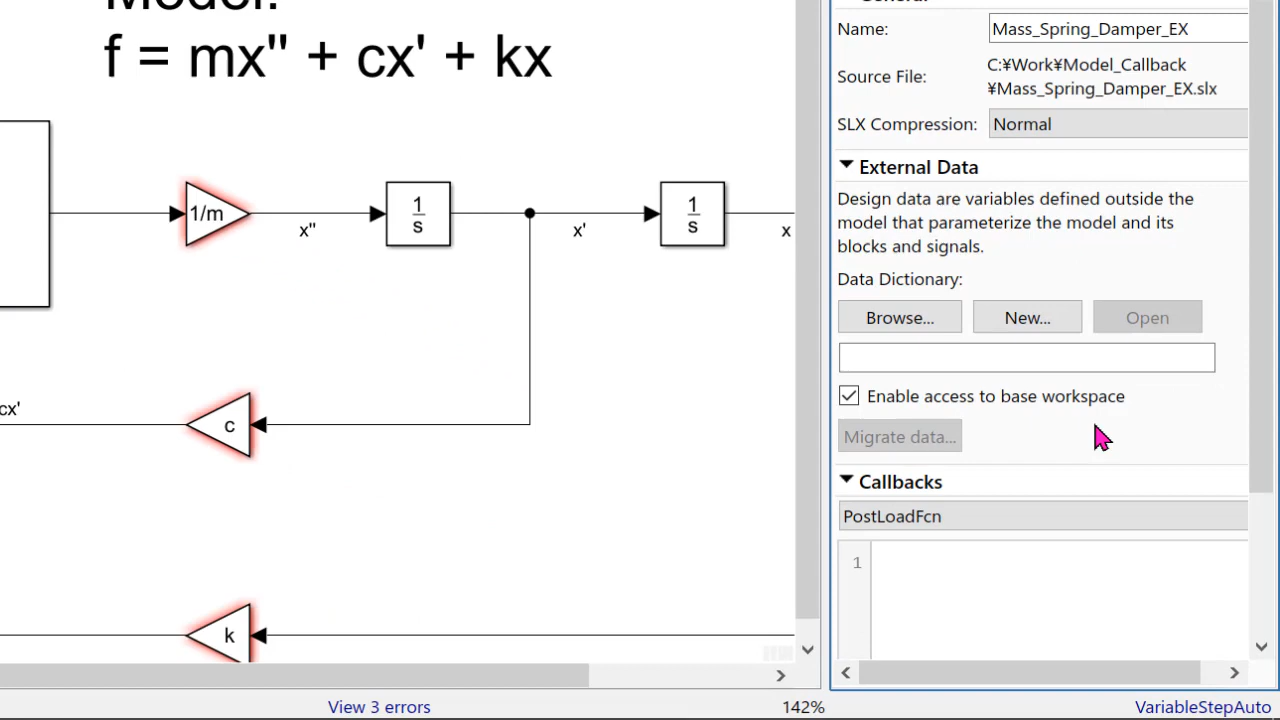 Model:
f = mx" + cx' + kx
1/m
x"
1
s
x'
1
s
x
cx'
c
k
View 3 errors
142%
VariableStepAuto
General
Name:
Mass_Spring_Damper_EX
Source File:
C:¥Work¥Model_Callback
¥Mass_Spring_Damper_EX.slx
SLX Compression:
Normal
External Data
Design data are variables defined outside the
model that parameterize the model and its
blocks and signals.
Data Dictionary:
Browse...
New...
Open
Enable access to base workspace
Migrate data...
Callbacks
PostLoadFcn
1